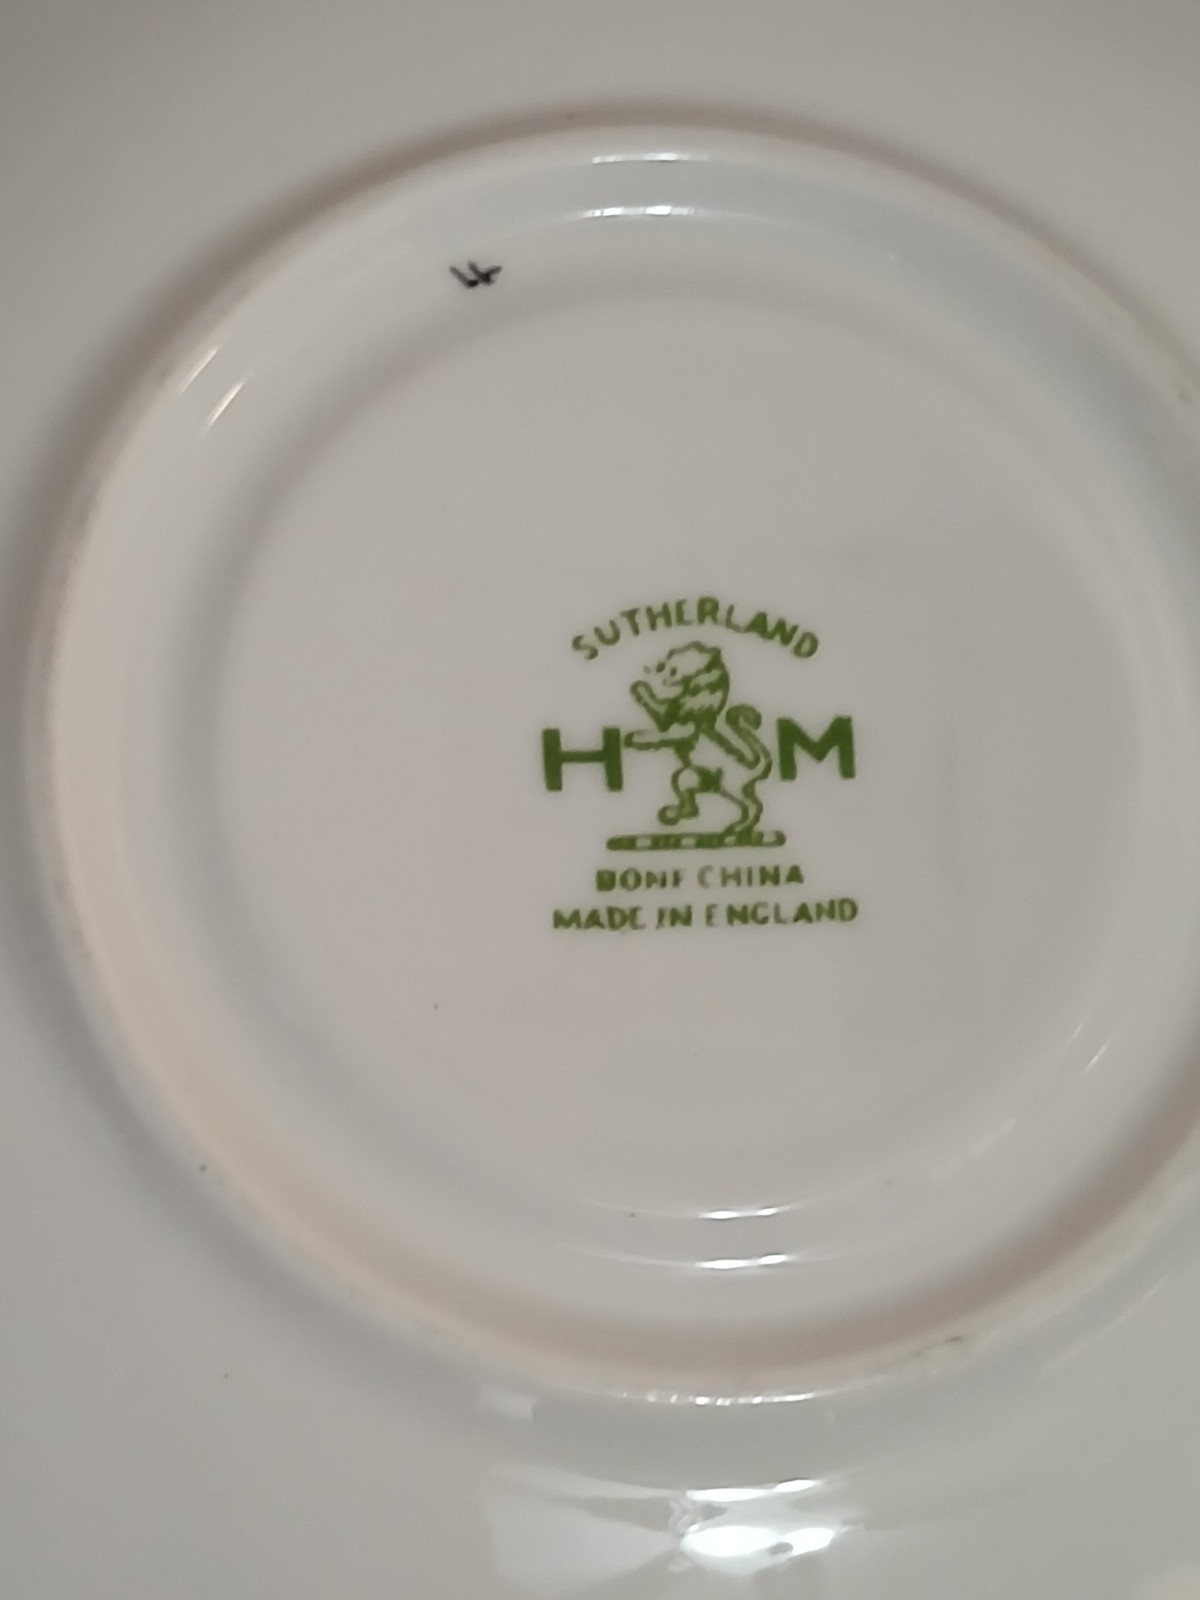 SUTHERLAND
H M
BONE CHINA
MADE IN ENGLAND